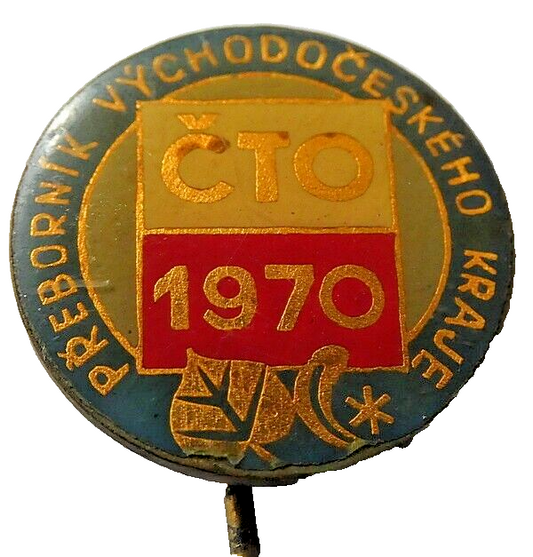 PŘEBORNÍK VÝCHODOČESKÉHO KRAJE
ČTO
1970